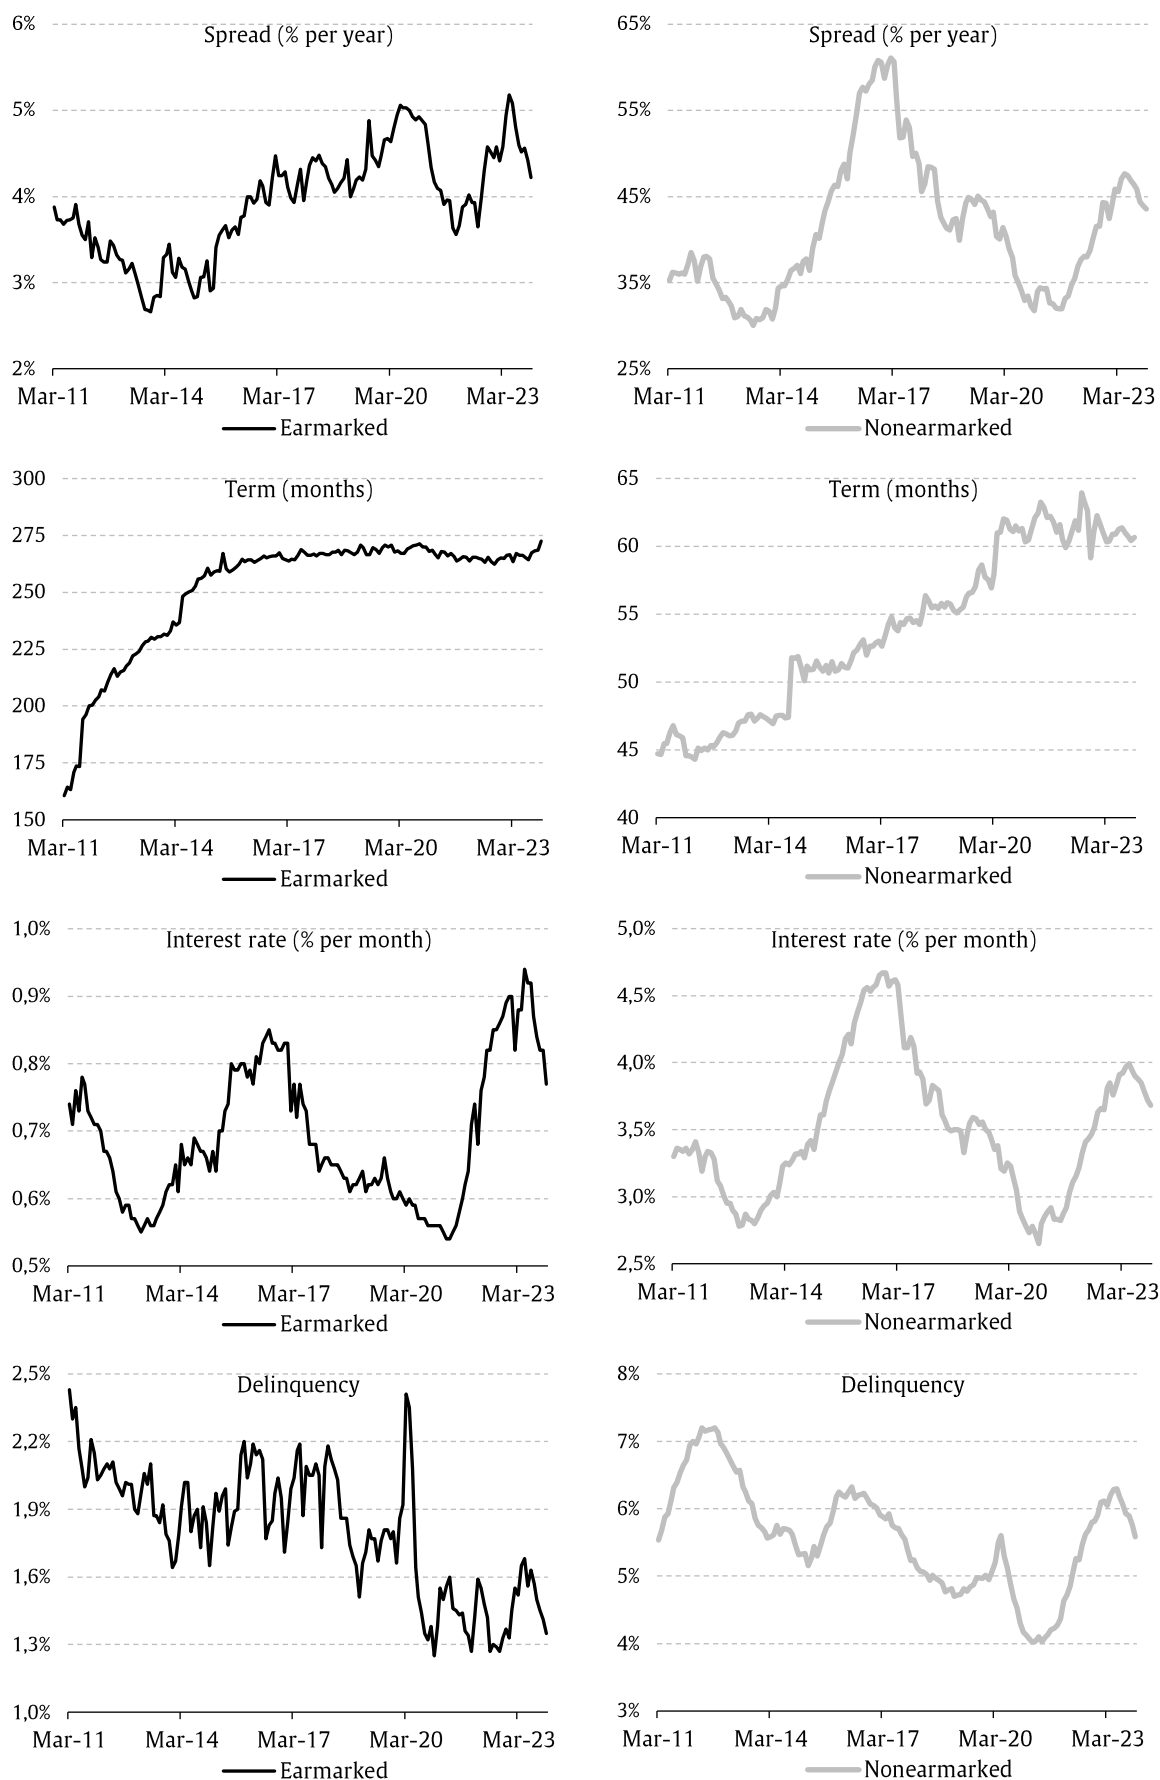 Spread (% per year)
6%
5%
4%
3%
2%
Mar-11 Mar-14 Mar-17 Mar-20 Mar-23
Earmarked
Spread (% per year)
65%
55%
45%
35%
25%
Mar-11 Mar-14 Mar-17 Mar-20 Mar-23
Nonearmarked
Term (months)
300
275
250
225
200
175
150
Mar-11 Mar-14 Mar-17 Mar-20 Mar-23
Earmarked
Term (months)
65
60
55
50
45
40
Mar-11 Mar-14 Mar-17 Mar-20 Mar-23
Nonearmarked
Interest rate (% per month)
1,0%
0,9%
0,8%
0,7%
0,6%
0,5%
Mar-11 Mar-14 Mar-17 Mar-20 Mar-23
Earmarked
Interest rate (% per month)
5,0%
4,5%
4,0%
3,5%
3,0%
2,5%
Mar-11 Mar-14 Mar-17 Mar-20 Mar-23
Nonearmarked
Delinquency
2,5%
2,2%
1,9%
1,6%
1,3%
1,0%
Mar-11 Mar-14 Mar-17 Mar-20 Mar-23
Earmarked
Delinquency
8%
7%
6%
5%
4%
3%
Mar-11 Mar-14 Mar-17 Mar-20 Mar-23
Nonearmarked